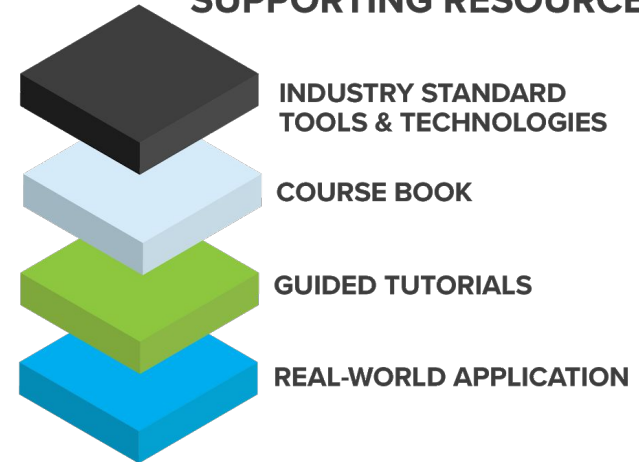 SUPPORTING RESOURCE
INDUSTRY STANDARD
TOOLS & TECHNOLOGIES
COURSE BOOK
GUIDED TUTORIALS
REAL-WORLD APPLICATION